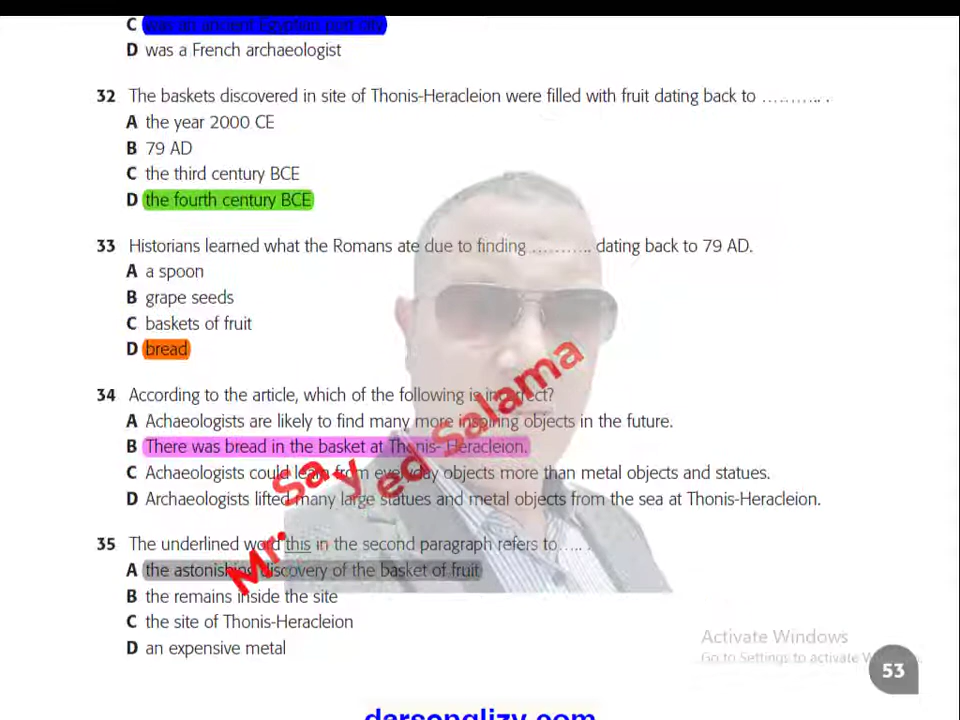 C was an ancient Egyptian port city
D was a French archaeologist
32 The baskets discovered in site of Thonis-Heracleion were filled with fruit dating back to ………… .
A the year 2000 CE
B 79 AD
C the third century BCE
D the fourth century BCE
33 Historians learned what the Romans ate due to finding………… dating back to 79 AD.
A a spoon
B grape seeds
C baskets of fruit
D bread
34 According to the article, which of the following is incorrect?
A Achaeologists are likely to find many more inspiring objects in the future.
B There was bread in the basket at Thonis- Heracleion.
C Achaeologists could learn from everyday objects more than metal objects and statues.
D Archaeologists lifted many large statues and metal objects from the sea at Thonis-Heracleion.
35 The underlined word this in the second paragraph refers to…… .
A the astonishing discovery of the basket of fruit
B the remains inside the site
C the site of Thonis-Heracleion
D an expensive metal
Mr. Sayed Salama
Activate Windows
Go to Settings to activate
53
darsenglizy.com